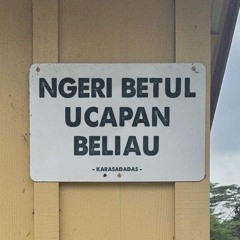 NGERI BETUL
UCAPAN
BELIAU
- KARASADADAS -